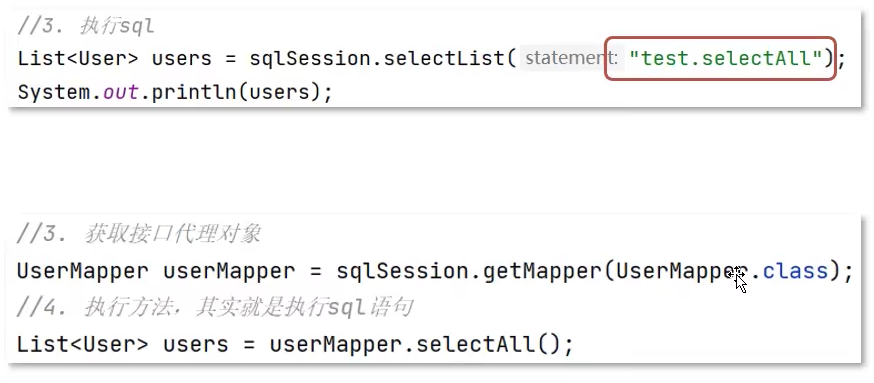 //3. 执行sql
List<User> users = sqlSession.selectList( statement: "test.selectAll");
System.out.println(users);
//3. 获取接口代理对象
UserMapper userMapper = sqlSession.getMapper(UserMapper.class);
//4. 执行方法，其实就是执行sql语句
List<User> users = userMapper.selectAll();